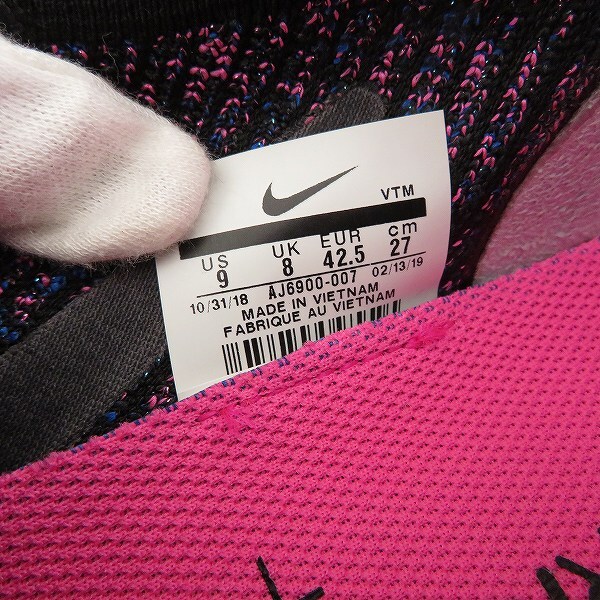 VTM
US UK EUR cm
9 8 42.5 27
10/31/18 AJ6900-007 02/13/19
MADE IN VIETNAM
FABRIQUE AU VIETNAM